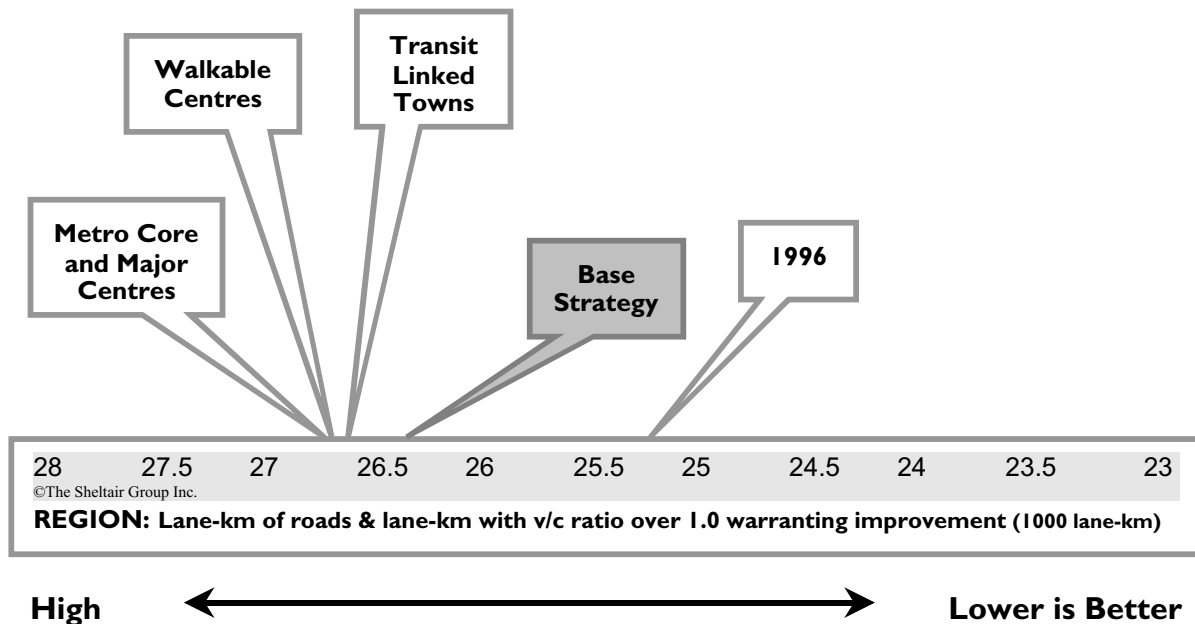 Walkable
Centres
Transit
Linked
Towns
Metro Core
and Major
Centres
Base
Strategy
1996
28 27.5 27 26.5 26 25.5 25 24.5 24 23.5 23
©The Sheltair Group Inc.
REGION: Lane-km of roads & lane-km with v/c ratio over 1.0 warranting improvement (1000 lane-km)
High Lower is Better